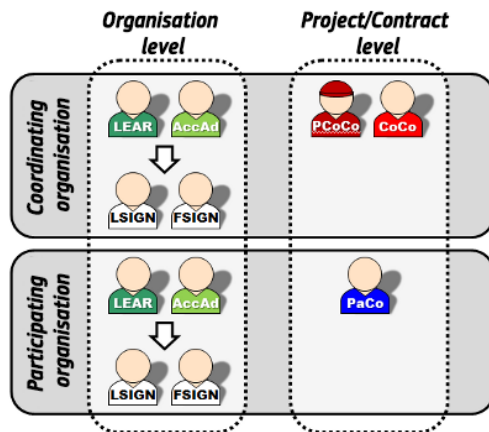 Organisation level
Project/Contract level
Coordinating organisation
LEAR AccAd PCoCo CoCo
LSIGN FSIGN
Participating organisation
LEAR AccAd PaCo
LSIGN FSIGN